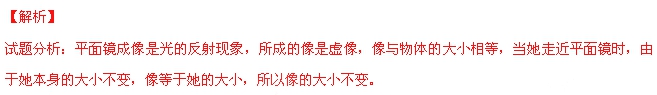 【解析】
试题分析：平面镜成像是光的反射现象，所成的像是虚像，像与物体的大小相等，当她走近平面镜时，由
于她本身的大小不变，像等于她的大小，所以像的大小不变。